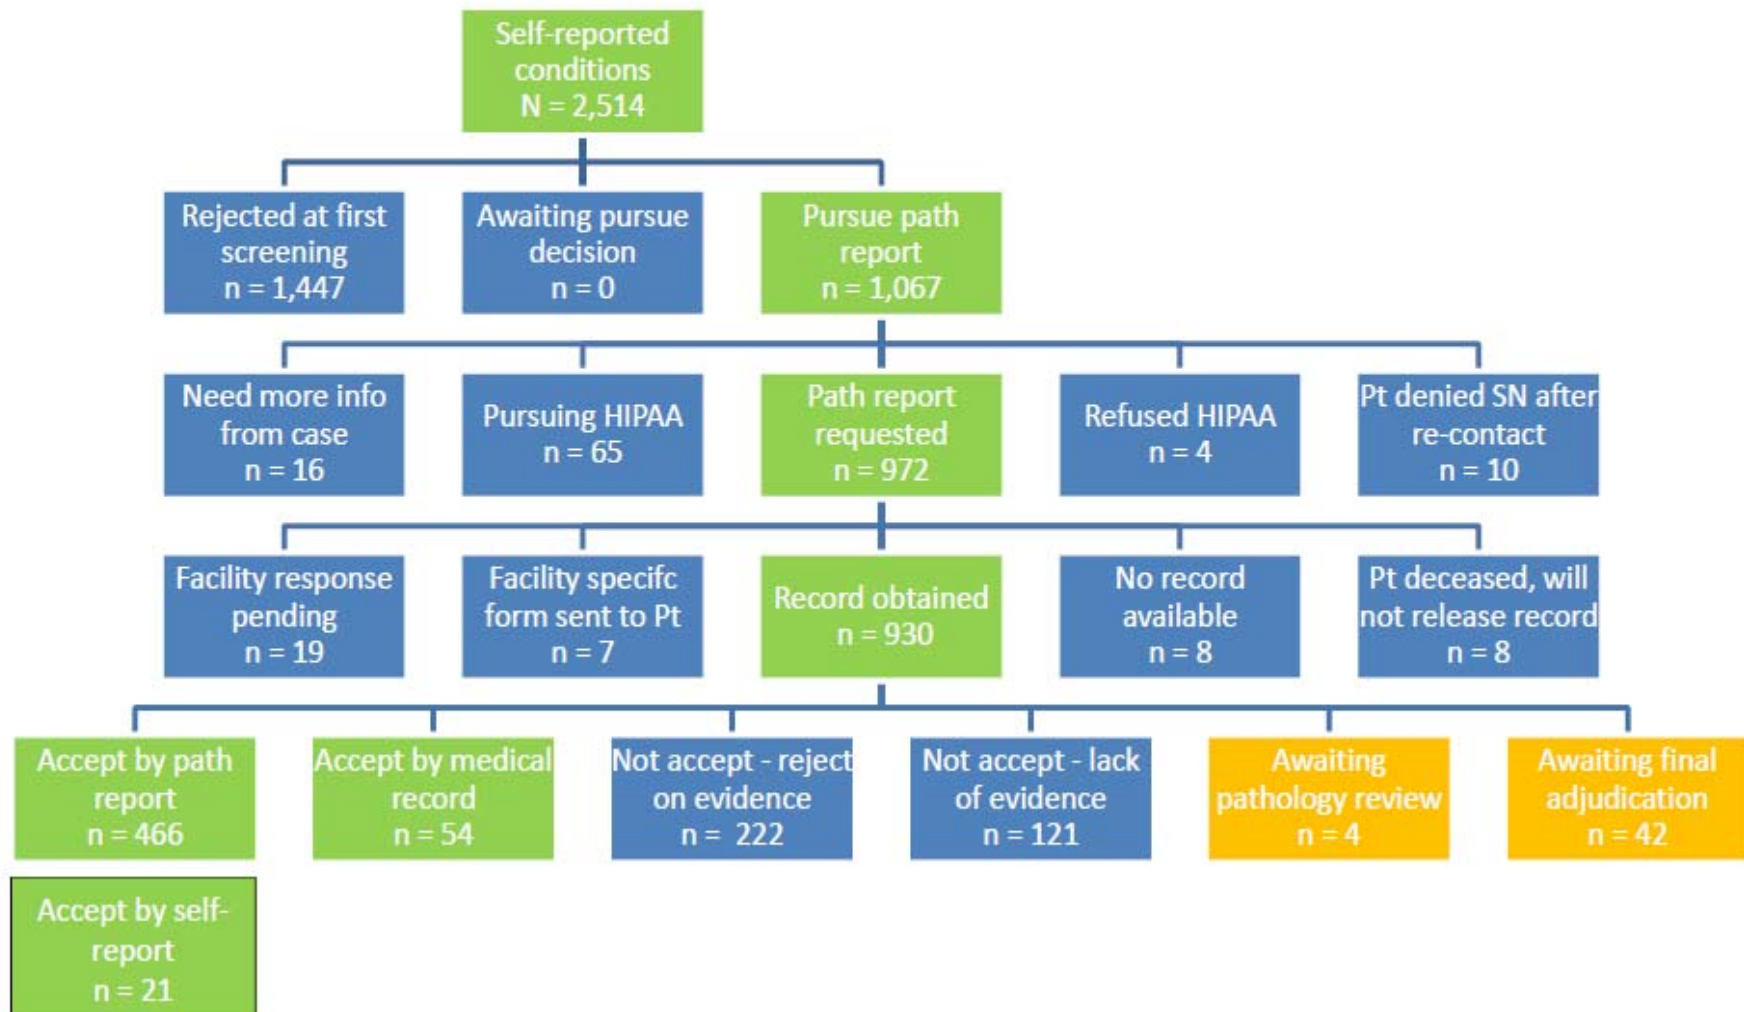 Self-reported
conditions
N = 2,514
Rejected at first
screening
n = 1,447
Awaiting pursue
decision
n = 0
Pursue path
report
n = 1,067
Need more info
from case
n = 16
Pursuing HIPAA
n = 65
Path report
requested
n = 972
Refused HIPAA
n = 4
Pt denied SN after
re-contact
n = 10
Facility response
pending
n = 19
Facility specifc
form sent to Pt
n = 7
Record obtained
n = 930
No record
available
n = 8
Pt deceased, will
not release record
n = 8
Accept by path
report
n = 466
Accept by medical
record
n = 54
Not accept - reject
on evidence
n = 222
Not accept - lack
of evidence
n = 121
Awaiting
pathology review
n = 4
Awaiting final
adjudication
n = 42
Accept by self-
report
n = 21